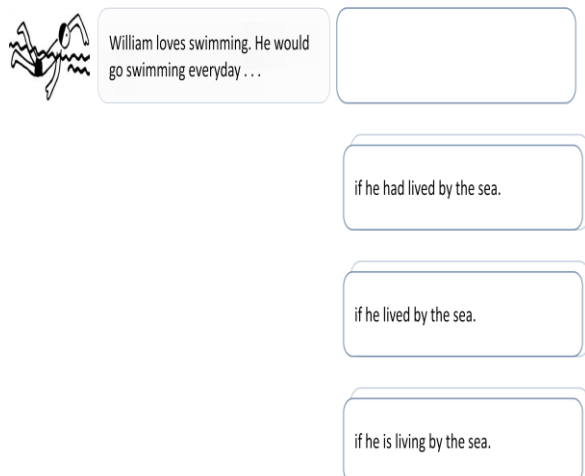 William loves swimming. He would
go swimming everyday . . .
if he had lived by the sea.
if he lived by the sea.
if he is living by the sea.